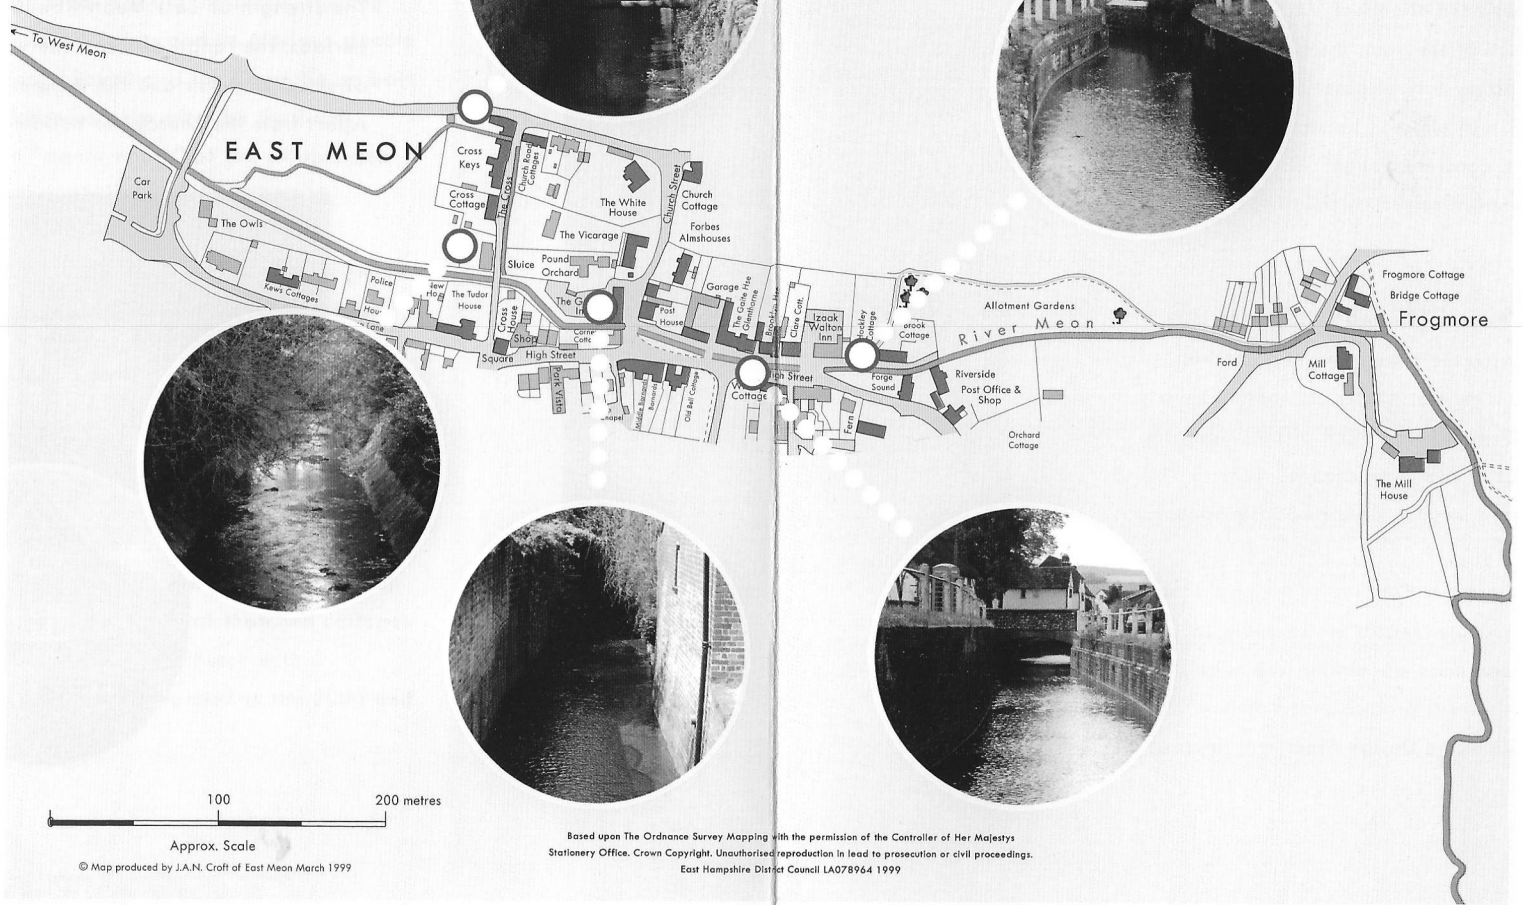 ← To West Meon
EAST MEON
Car
Park
The Owls
Kews Cottages
Police
Cross
Keys
Cross
Cottage
The Cross
Church Road
Cottages
The White
House
Church Street
Church
Cottage
Forbes
Almshouses
The Vicarage
Sluice
Pound
Orchard
The Tudor
House
Cross
House
Shop
Square
High Street
Park Vista
Post
House
Garage
The Gaite Hse
Glenthorne
Clare Cott.
Izaak
Walton
Inn
Brook
Cottage
Middle Barnards
Barnards
Old Bell Cottage
Cottage
High Street
Fern
Forge
Sound
Riverside
Post Office &
Shop
Orchard
Cottage
Allotment Gardens
River Meon
Ford
Mill
Cottage
Frogmore Cottage
Bridge Cottage
Frogmore
The Mill
House
100
200 metres
Approx. Scale
© Map produced by J.A.N. Croft of East Meon March 1999
Based upon The Ordnance Survey Mapping with the permission of the Controller of Her Majestys
Stationery Office. Crown Copyright. Unauthorised reproduction in lead to prosecution or civil proceedings.
East Hampshire District Council LA078964 1999